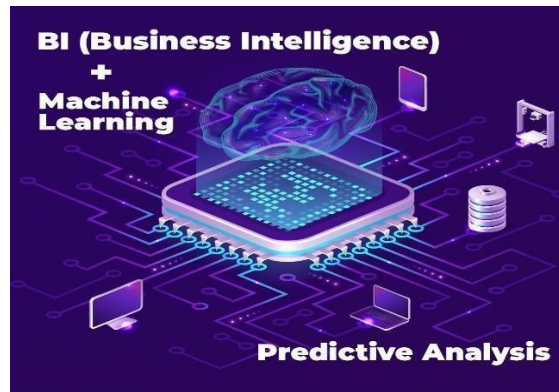 BI (Business Intelligence)
+
Machine
Learning
Predictive Analysis